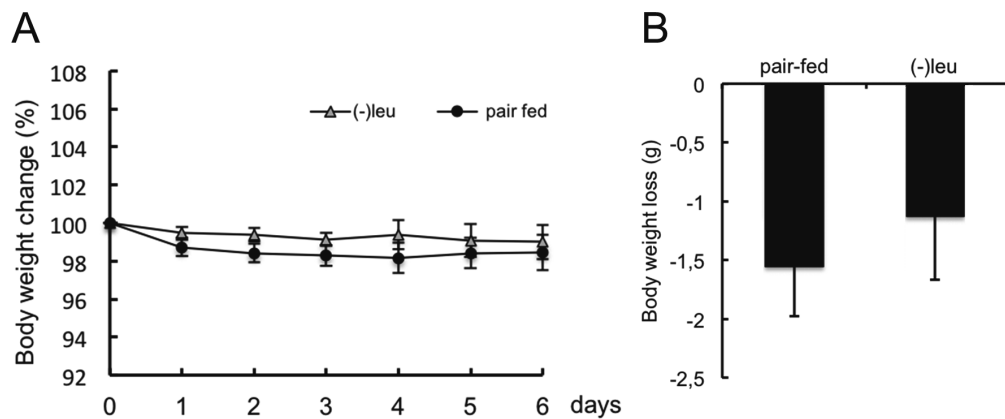 A
Body weight change (%)
108
106
104
102
100
98
96
94
92
(-)leu
pair fed
0 1 2 3 4 5 6 days
B
pair-fed (-)leu
Body weight loss (g)
0
-0,5
-1
-1,5
-2
-2,5